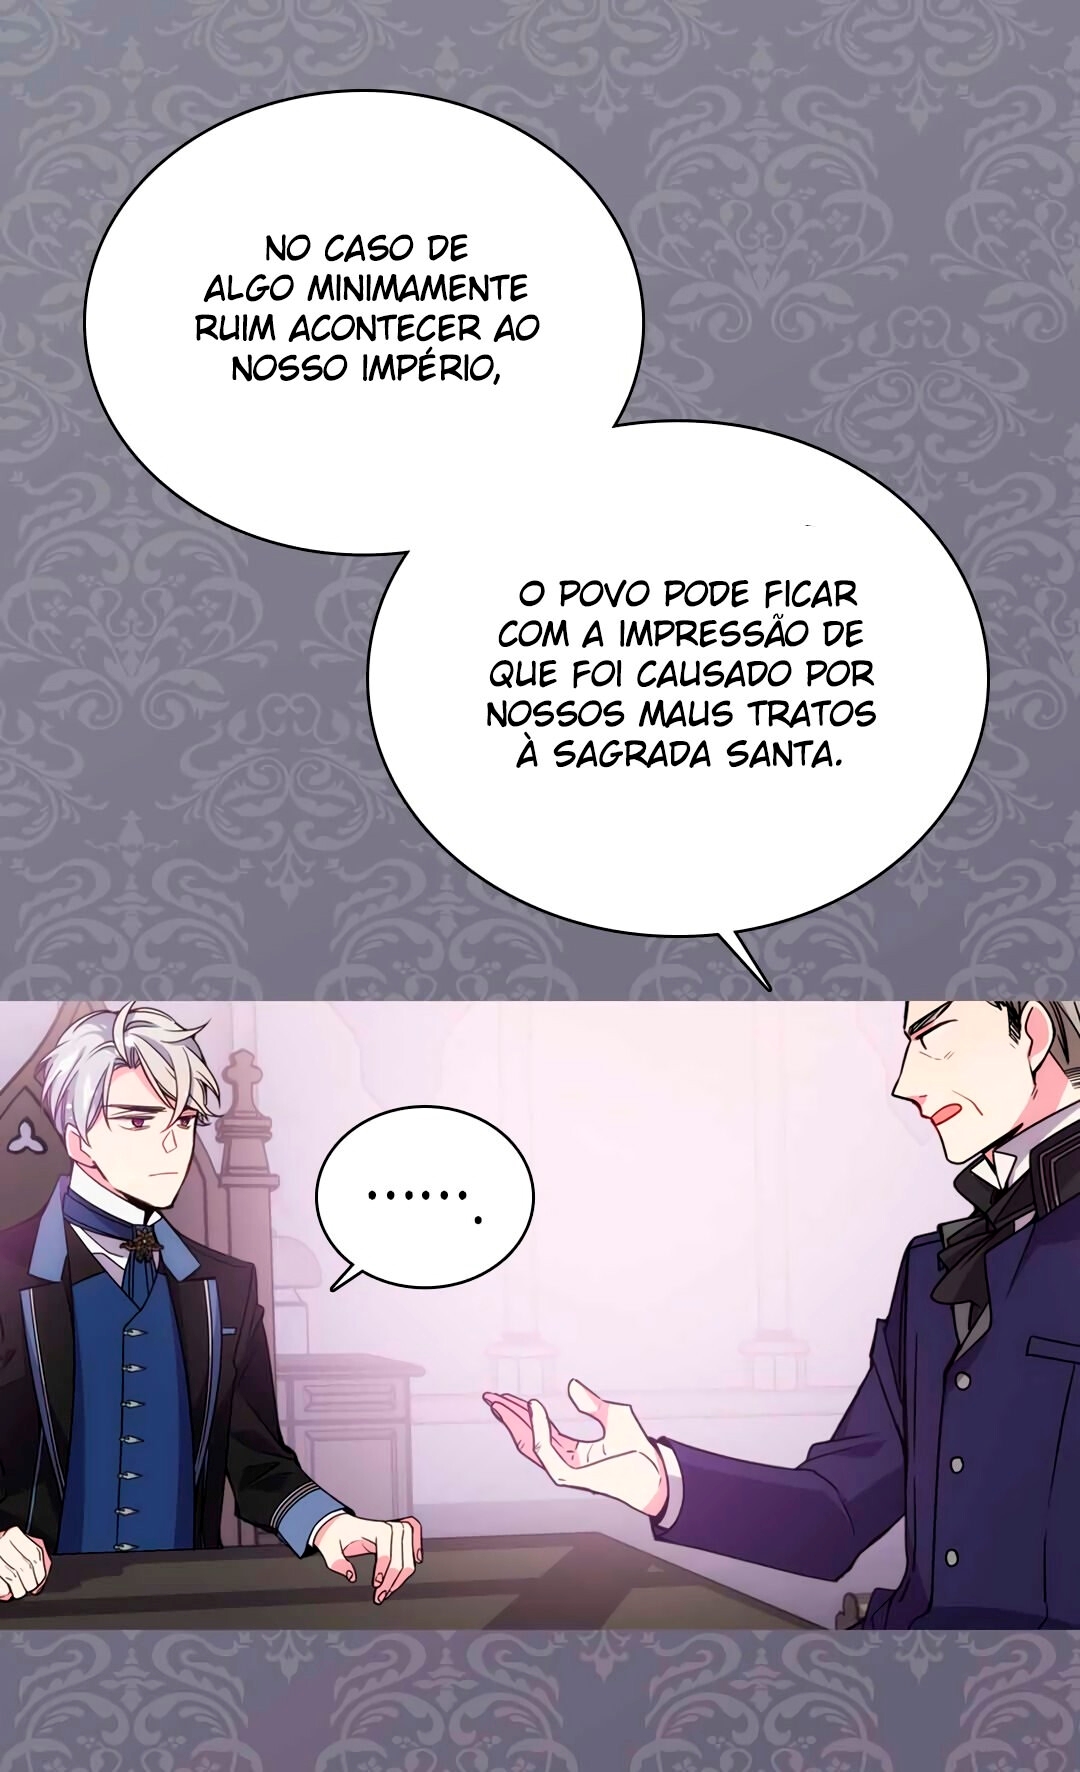 NO CASO DE
ALGO MINIMAMENTE
RUIM ACONTECER AO
NOSSO IMPÉRIO,
O POVO PODE FICAR
COM A IMPRESSÃO DE
QUE FOI CAUSADO POR
NOSSOS MAUS TRATOS
À SAGRADA SANTA.
.......